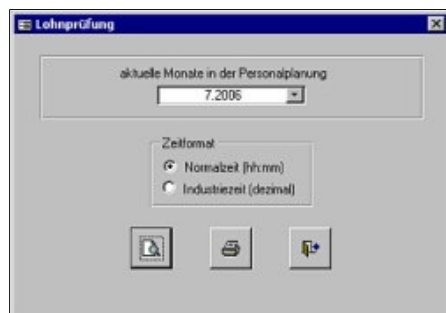 Lohnprüfung
aktuelle Monate in der Personalplanung
7.2006
Zeitformat
Normalzeit (hh:mm)
Industriezeit (dezimal)